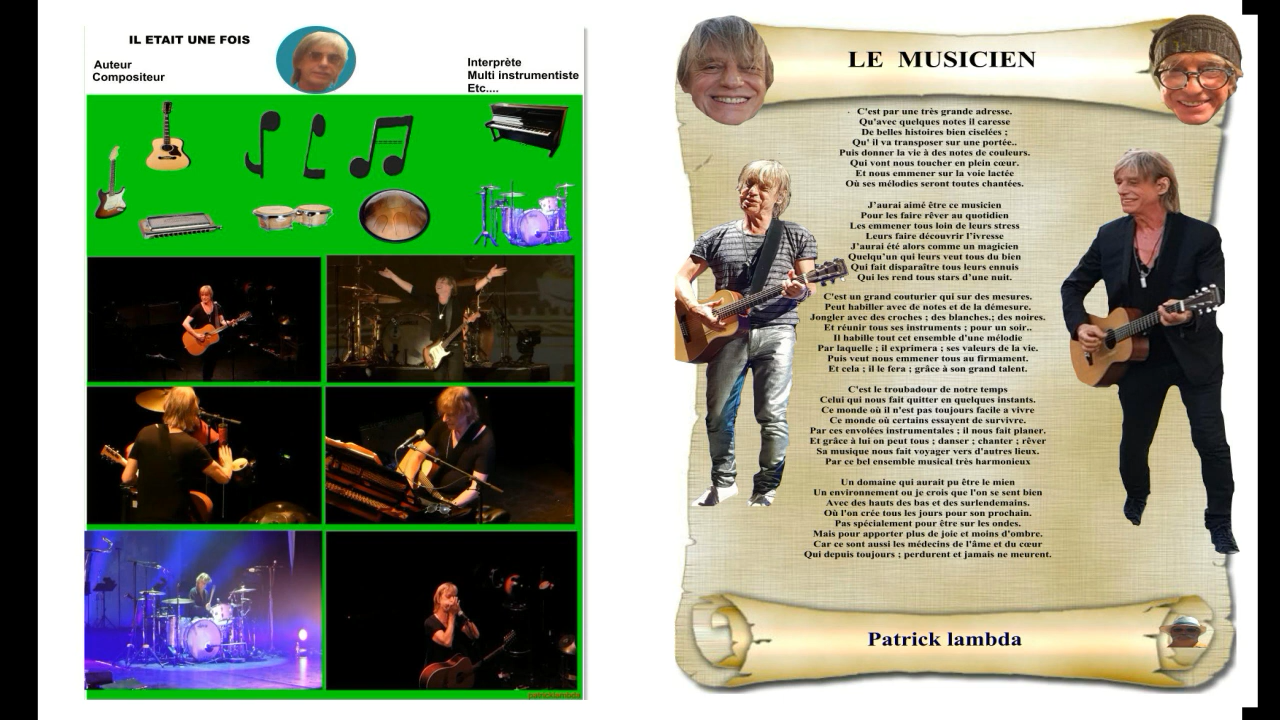 IL ETAIT UNE FOIS
Auteur
Compositeur
Interprète
Multi instrumentiste
Etc....
patricklambda
LE MUSICIEN
C'est par une très grande adresse.
Qu'avec quelques notes il caresse
De belles histoires bien ciselées ;
Qu' il va transposer sur une portée..
Puis donner la vie à des notes de couleurs.
Qui vont nous toucher en plein cœur.
Et nous emmener sur la voie lactée
Où ses mélodies seront toutes chantées.
J'aurai aimé être ce musicien
Pour les faire rêver au quotidien
Les emmener tous loin de leurs stress
Leurs faire découvrir l'ivresse
J'aurai été alors comme un magicien
Quelqu'un qui leurs veut tous du bien
Qui fait disparaître tous leurs ennuis
Qui les rend tous stars d'une nuit.
C'est un grand couturier qui sur des mesures.
Peut habiller avec de notes et de la démesure.
Jongler avec des croches ; des blanches.; des noires.
Et réunir tous ses instruments ; pour un soir..
Il habille tout cet ensemble d'une mélodie
Par laquelle ; il exprimera ; ses valeurs de la vie.
Puis veut nous emmener tous au firmament.
Et cela ; il le fera ; grâce à son grand talent.
C'est le troubadour de notre temps
Celui qui nous fait quitter en quelques instants.
Ce monde où il n'est pas toujours facile a vivre
Ce monde où certains essayent de survivre.
Par ces envolées instrumentales ; il nous fait planer.
Et grâce à lui on peut tous ; danser ; chanter ; rêver
Sa musique nous fait voyager vers d'autres lieux.
Par ce bel ensemble musical très harmonieux
Un domaine qui aurait pu être le mien
Un environnement ou je crois que l'on se sent bien
Avec des hauts des bas et des surlendemains.
Où l'on crée tous les jours pour son prochain.
Pas spécialement pour être sur les ondes.
Mais pour apporter plus de joie et moins d'ombre.
Car ce sont aussi les médecins de l'âme et du cœur
Qui depuis toujours ; perdurent et jamais ne meurent.
Patrick lambda